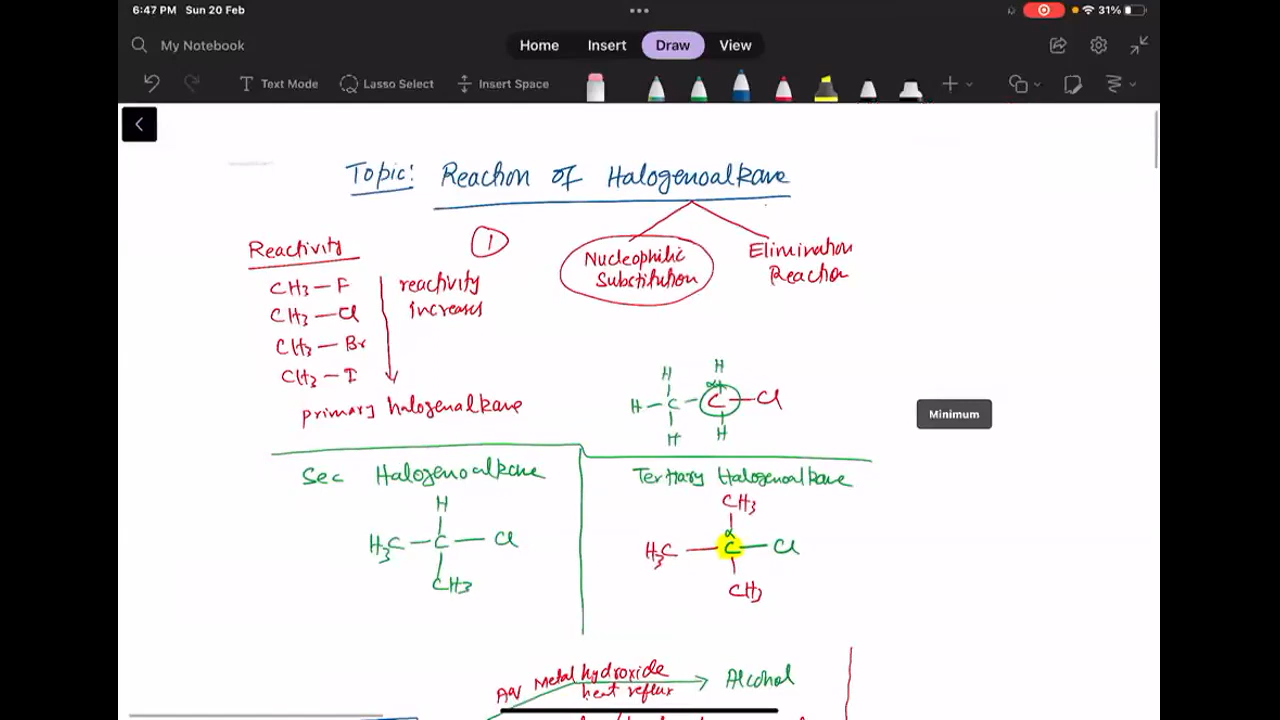 6:47 PM Sun 20 Feb
31%
My Notebook
Home Insert Draw View
Text Mode Lasso Select Insert Space
Topic: Reaction of Halogenoalkane
Reactivity
1
Nucleophilic
Substitution
Elimination
Reaction
CH3 — F
CH3 — Cl
CH3 — Br
CH3 — I
reactivity
increases
primary halogenalkane
H H
α +
H — C — C — Cl
H H
Minimum
Sec Halogenoalkane
H
H3C — C — Cl
CH3
Tertiary Halogenoalkane
CH3
α
H3C — C — Cl
CH3
Aq Metal hydroxide
heat reflux
Alcohol